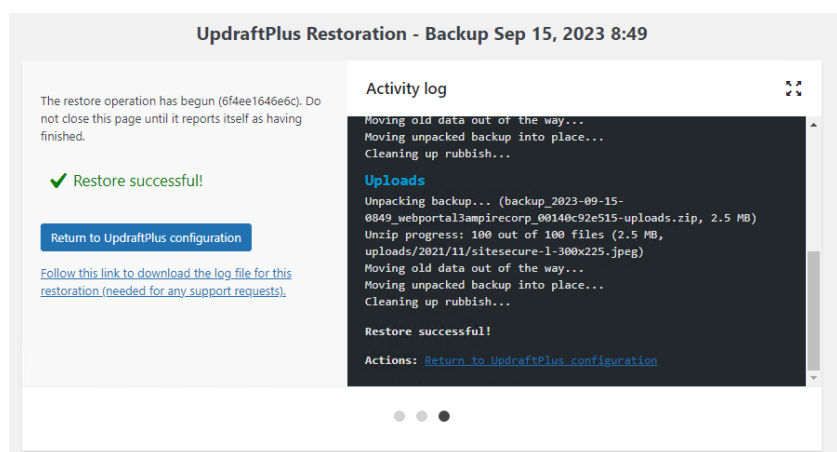 UpdraftPlus Restoration - Backup Sep 15, 2023 8:49
The restore operation has begun (6f4ee1646e6c). Do
not close this page until it reports itself as having
finished.
Restore successful!
Return to UpdraftPlus configuration
Follow this link to download the log file for this
restoration (needed for any support requests).
Activity log
Moving old data out of the way...
Moving unpacked backup into place...
Cleaning up rubbish...
Uploads
Unpacking backup... (backup_2023-09-15-
0849_webportal3ampirecorp_00140c92e515-uploads.zip, 2.5 MB)
Unzip progress: 100 out of 100 files (2.5 MB,
uploads/2021/11/sitesecure-l-300x225.jpeg)
Moving old data out of the way...
Moving unpacked backup into place...
Cleaning up rubbish...
Restore successful!
Actions: Return to UpdraftPlus configuration